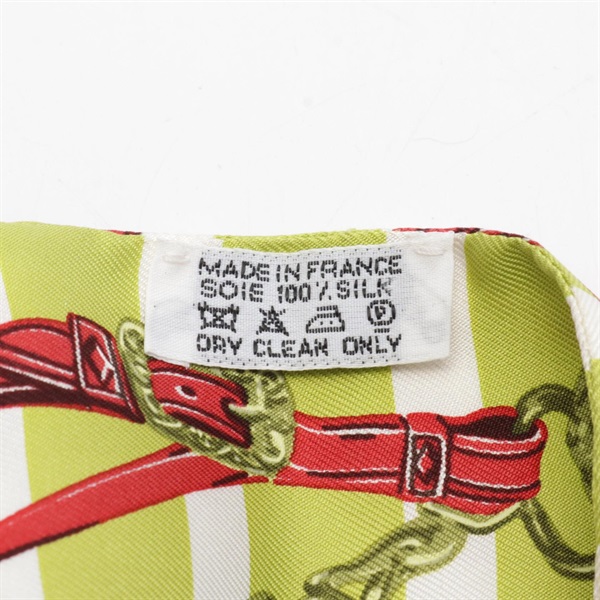 MADE IN FRANCE
SOIE 100% SILK
P
DRY CLEAN ONLY